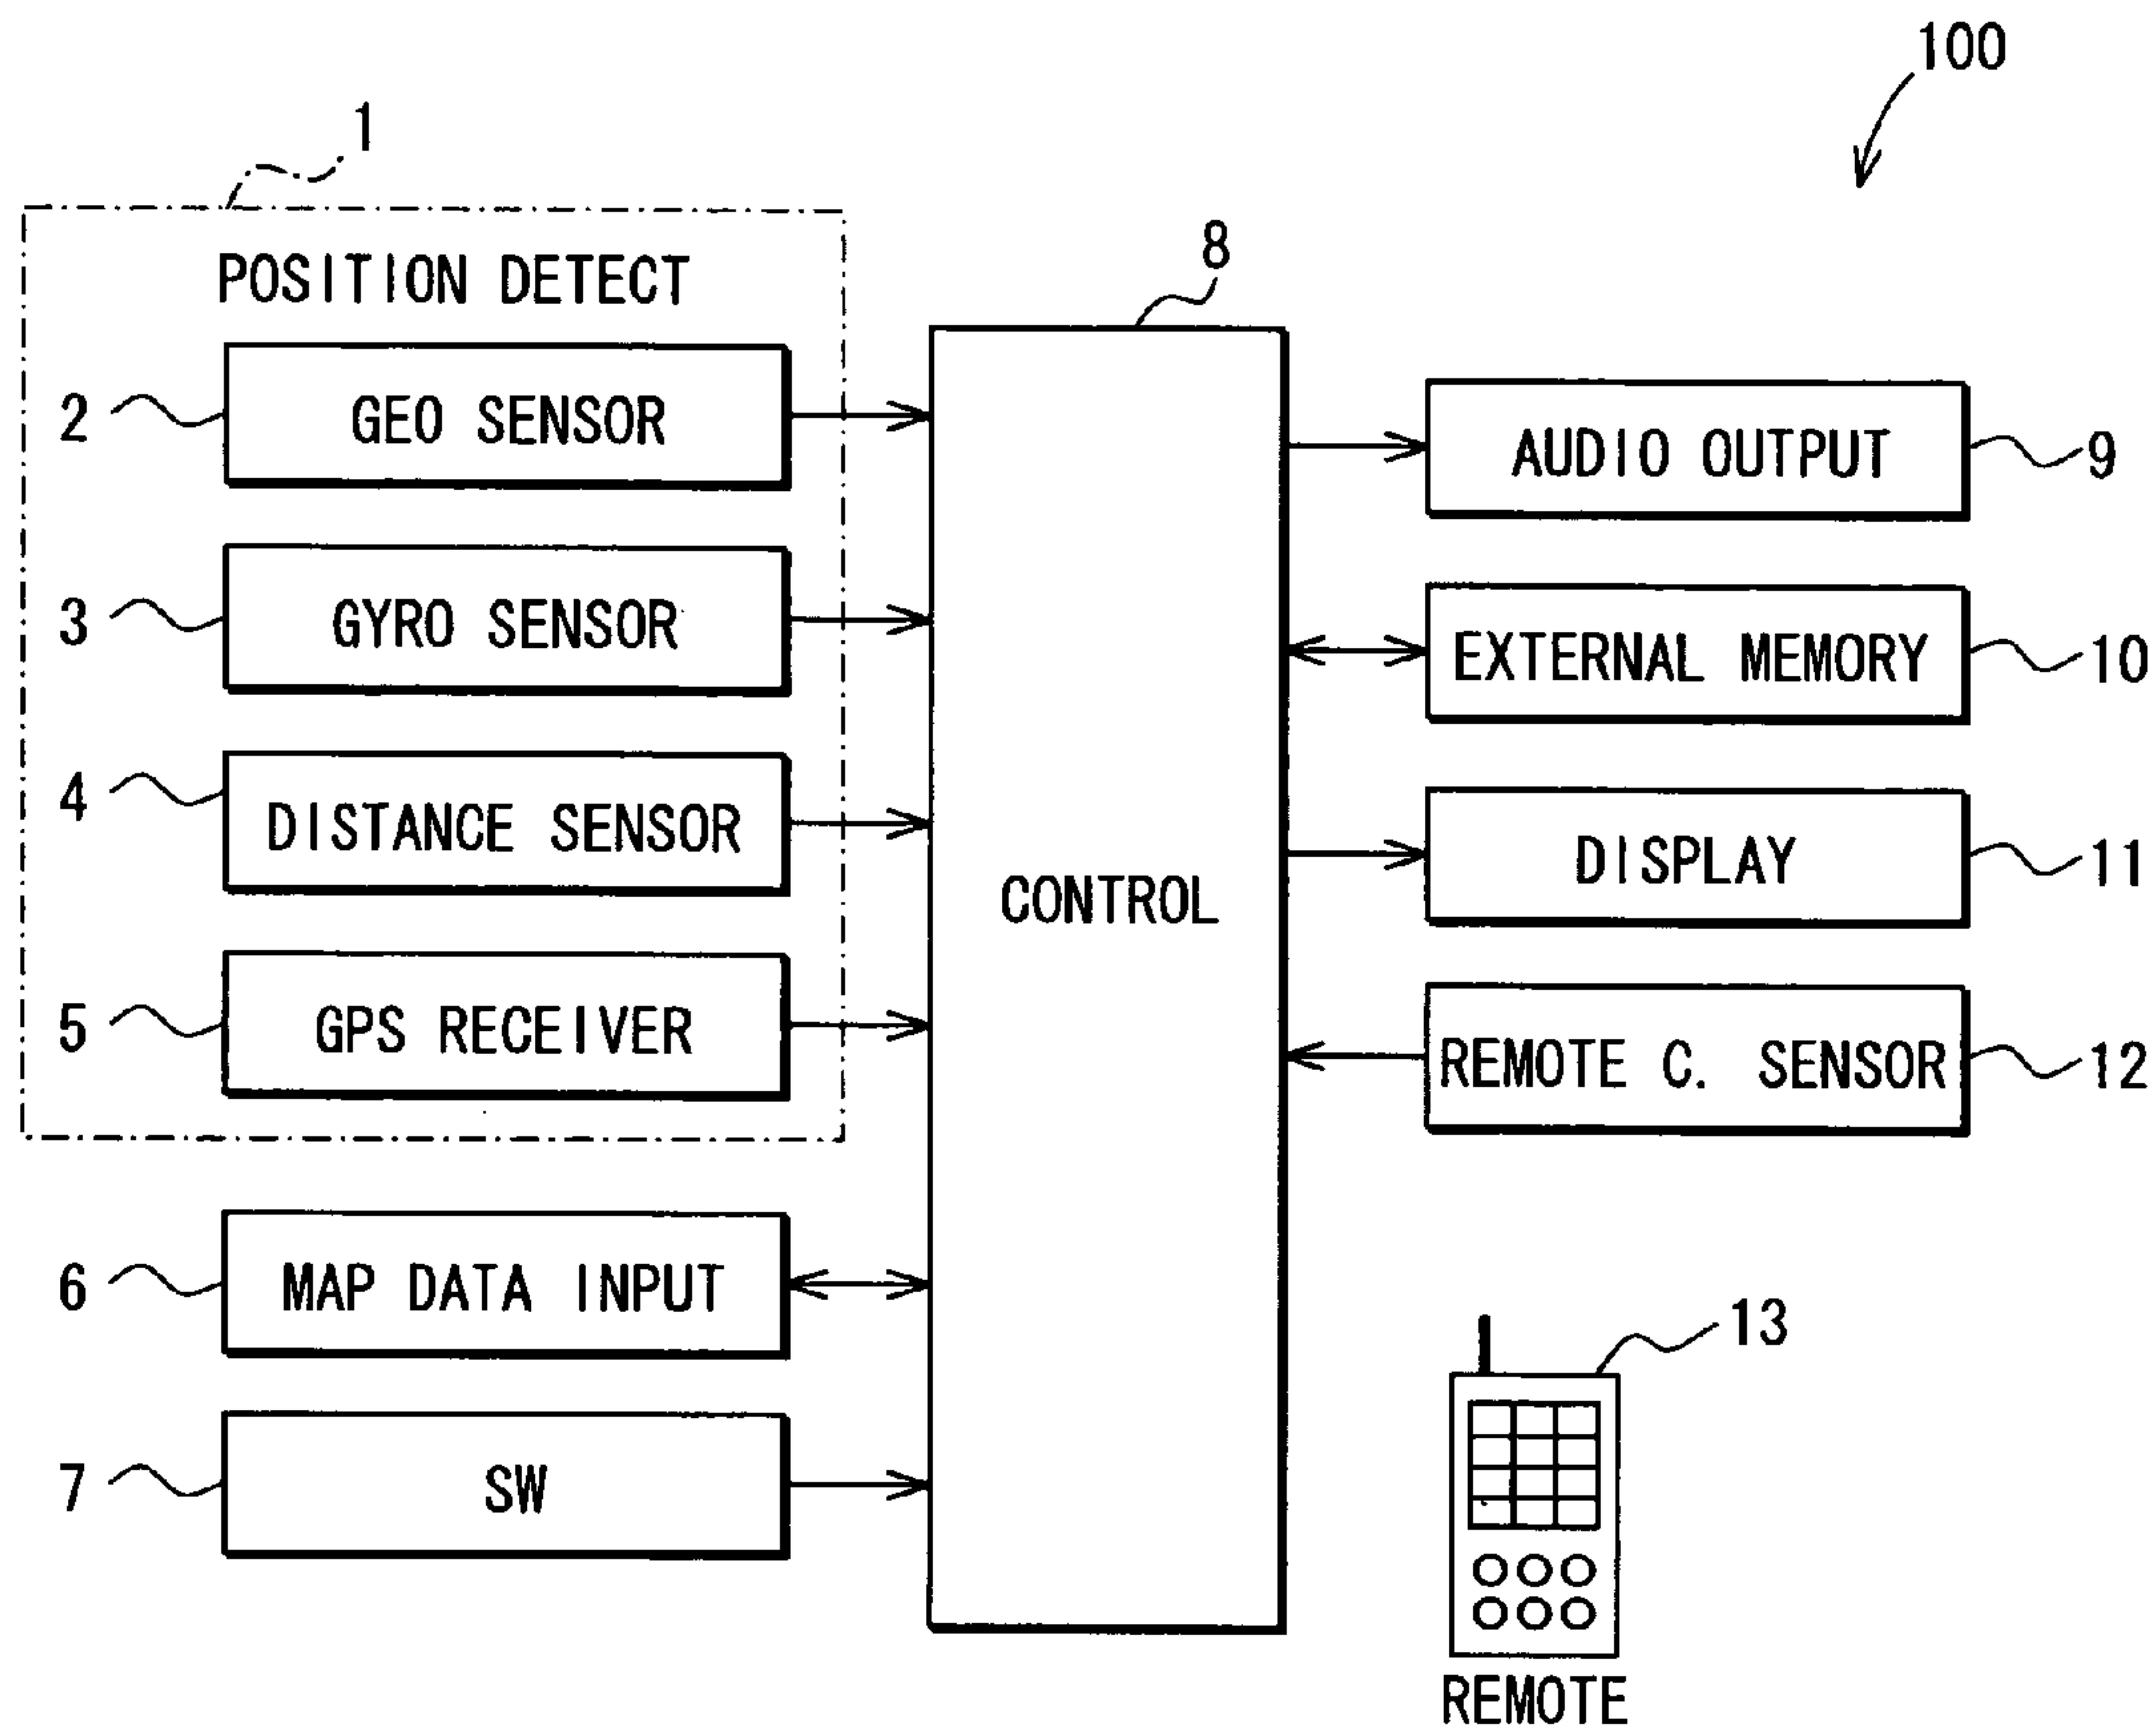 100
1
POSITION DETECT
8
2
GEO SENSOR
AUDIO OUTPUT
9
3
GYRO SENSOR
EXTERNAL MEMORY
10
4
DISTANCE SENSOR
DISPLAY
11
CONTROL
5
GPS RECEIVER
REMOTE C. SENSOR
12
6
MAP DATA INPUT
13
7
SW
REMOTE